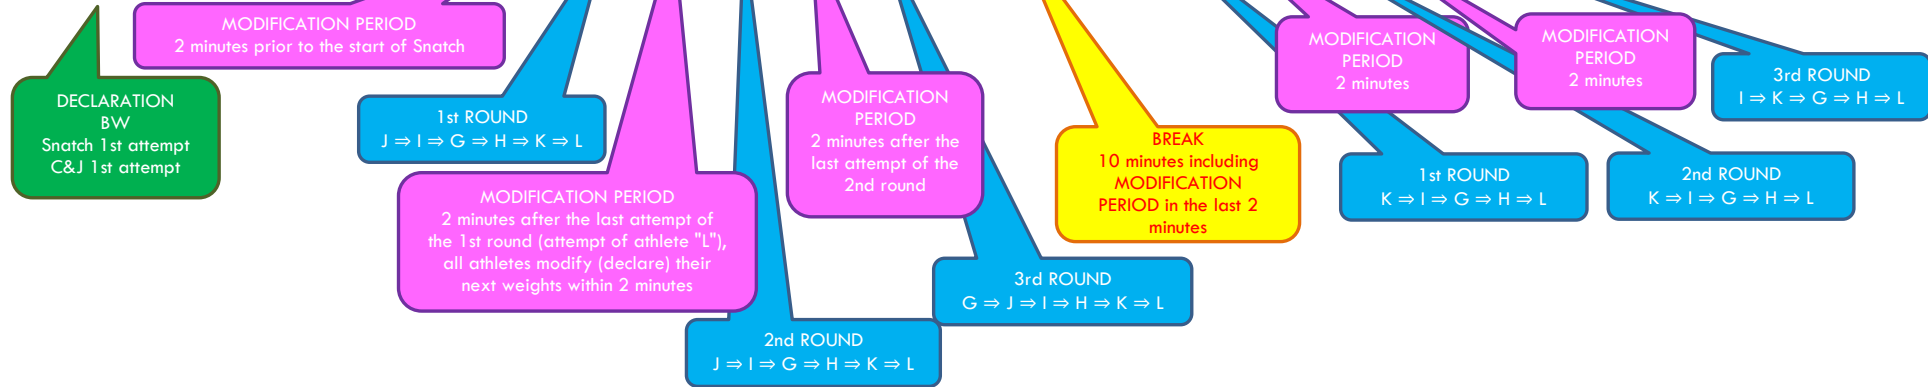 DECLARATION
BW
Snatch 1st attempt
C&J 1st attempt
MODIFICATION PERIOD
2 minutes prior to the start of Snatch
1st ROUND
J ⇒ I ⇒ G ⇒ H ⇒ K ⇒ L
MODIFICATION PERIOD
2 minutes after the last attempt of
the 1st round (attempt of athlete "L"),
all athletes modify (declare) their
next weights within 2 minutes
2nd ROUND
J ⇒ I ⇒ G ⇒ H ⇒ K ⇒ L
MODIFICATION
PERIOD
2 minutes after the
last attempt of the
2nd round
3rd ROUND
G ⇒ J ⇒ I ⇒ H ⇒ K ⇒ L
BREAK
10 minutes including
MODIFICATION
PERIOD in the last 2
minutes
1st ROUND
K ⇒ I ⇒ G ⇒ H ⇒ L
MODIFICATION
PERIOD
2 minutes
2nd ROUND
K ⇒ I ⇒ G ⇒ H ⇒ L
MODIFICATION
PERIOD
2 minutes
3rd ROUND
I ⇒ K ⇒ G ⇒ H ⇒ L